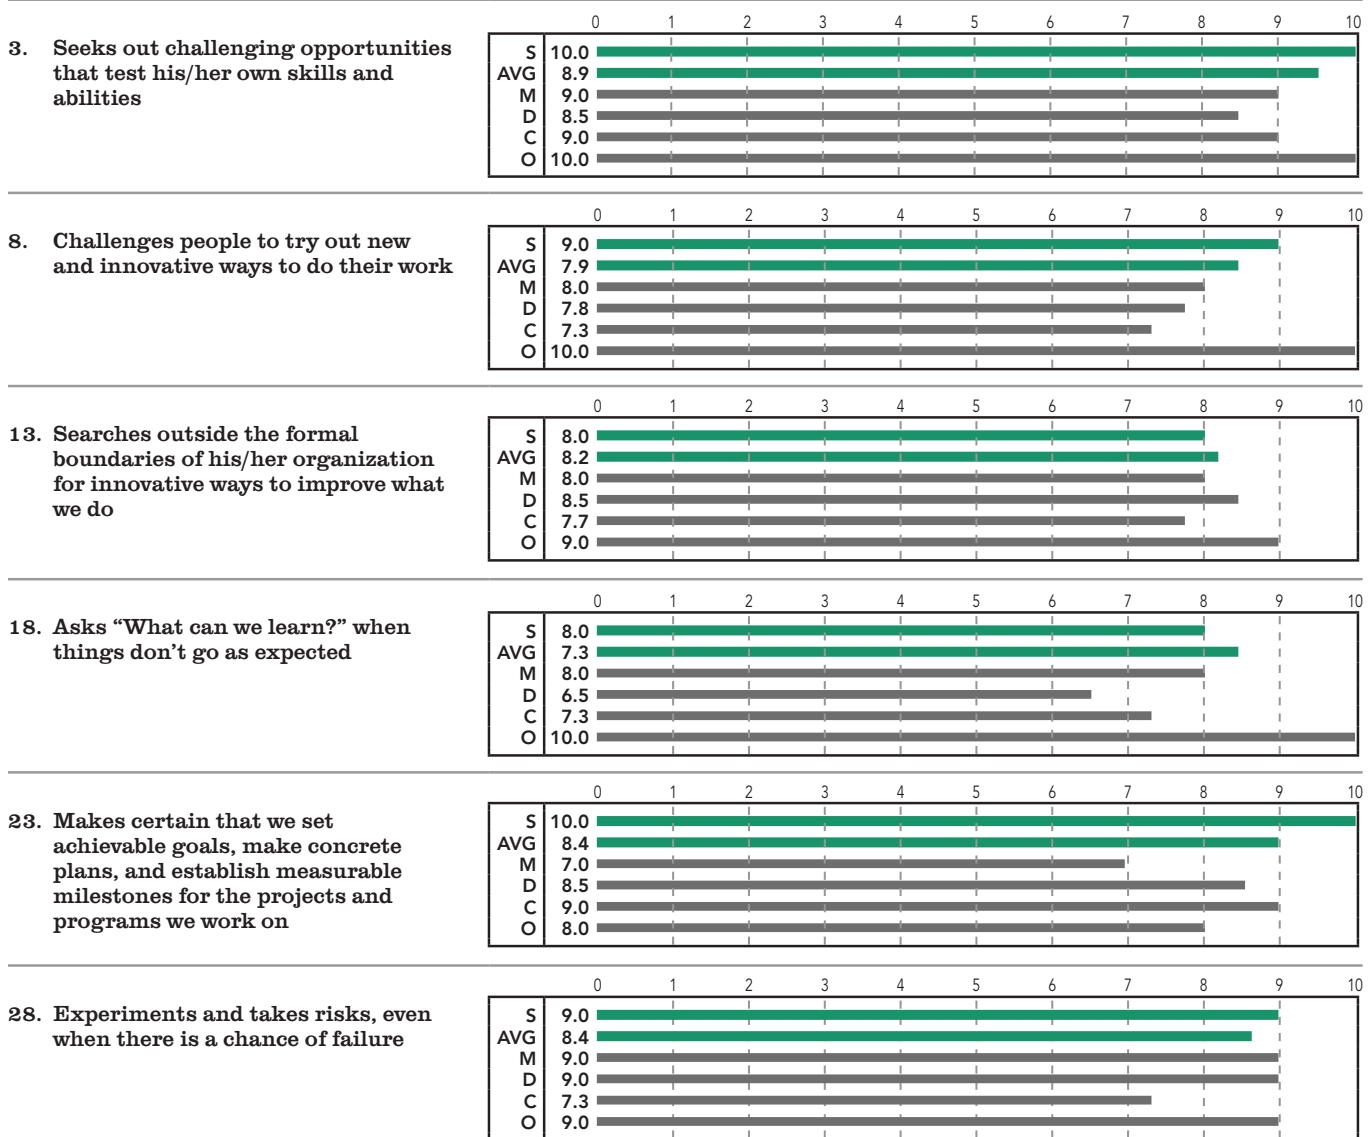 0 1 2 3 4 5 6 7 8 9 10
3. Seeks out challenging opportunities
that test his/her own skills and
abilities
S 10.0
AVG 8.9
M 9.0
D 8.5
C 9.0
O 10.0
0 1 2 3 4 5 6 7 8 9 10
8. Challenges people to try out new
and innovative ways to do their work
S 9.0
AVG 7.9
M 8.0
D 7.8
C 7.3
O 10.0
0 1 2 3 4 5 6 7 8 9 10
13. Searches outside the formal
boundaries of his/her organization
for innovative ways to improve what
we do
S 8.0
AVG 8.2
M 8.0
D 8.5
C 7.7
O 9.0
0 1 2 3 4 5 6 7 8 9 10
18. Asks “What can we learn?” when
things don’t go as expected
S 8.0
AVG 7.3
M 8.0
D 6.5
C 7.3
O 10.0
0 1 2 3 4 5 6 7 8 9 10
23. Makes certain that we set
achievable goals, make concrete
plans, and establish measurable
milestones for the projects and
programs we work on
S 10.0
AVG 8.4
M 7.0
D 8.5
C 9.0
O 8.0
0 1 2 3 4 5 6 7 8 9 10
28. Experiments and takes risks, even
when there is a chance of failure
S 9.0
AVG 8.4
M 9.0
D 9.0
C 7.3
O 9.0